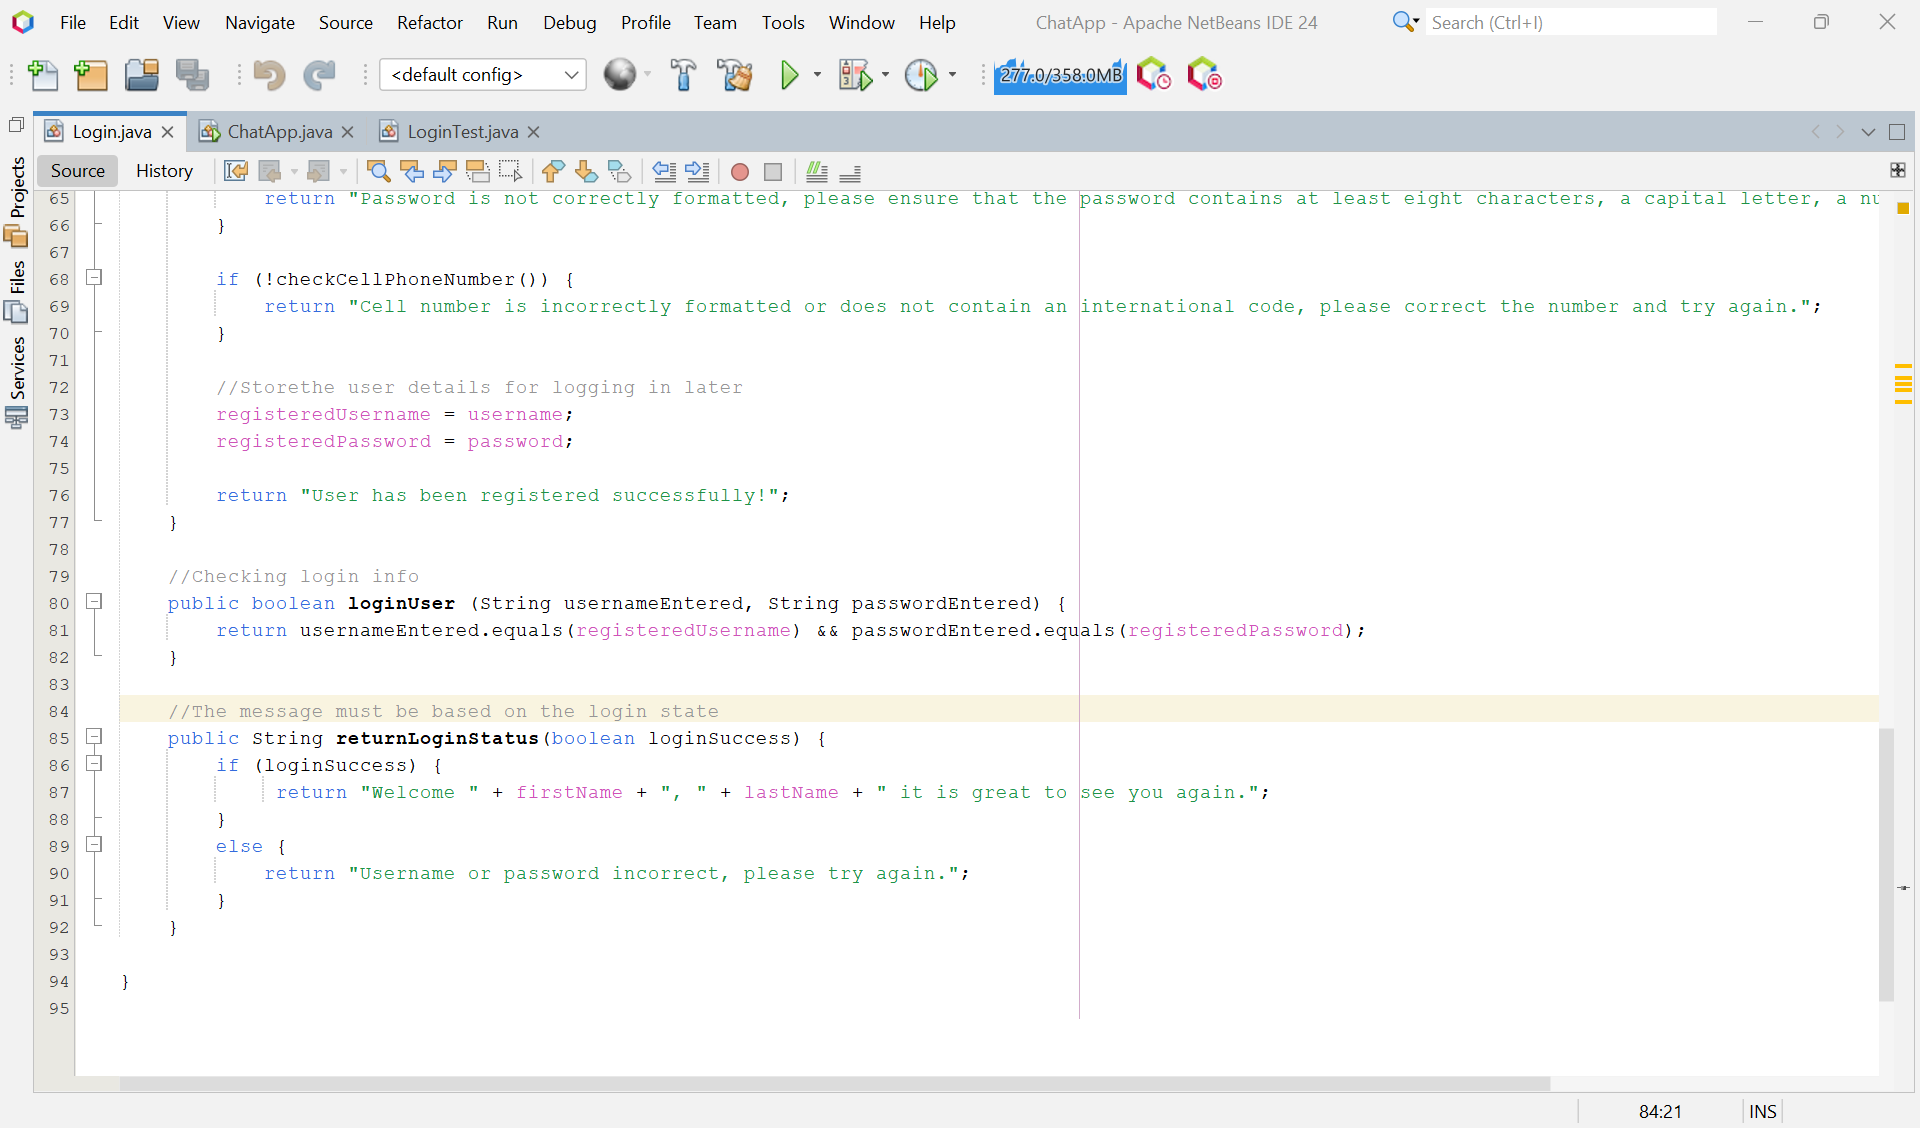 File Edit View Navigate Source Refactor Run Debug Profile Team Tools Window Help ChatApp - Apache NetBeans IDE 24 Search (Ctrl+I)
<default config> 277.0/358.0MB
Login.java ChatApp.java LoginTest.java
Source History
Projects
Files
Services
65 return "Password is not correctly formatted, please ensure that the password contains at least eight characters, a capital letter, a nu
66 }
67
68 if (!checkCellPhoneNumber()) {
69 return "Cell number is incorrectly formatted or does not contain an international code, please correct the number and try again.";
70 }
71
72 //Storethe user details for logging in later
73 registeredUsername = username;
74 registeredPassword = password;
75
76 return "User has been registered successfully!";
77 }
78
79 //Checking login info
80 public boolean loginUser (String usernameEntered, String passwordEntered) {
81 return usernameEntered.equals(registeredUsername) && passwordEntered.equals(registeredPassword);
82 }
83
84 //The message must be based on the login state
85 public String returnLoginStatus(boolean loginSuccess) {
86 if (loginSuccess) {
87 return "Welcome " + firstName + ", " + lastName + " it is great to see you again.";
88 }
89 else {
90 return "Username or password incorrect, please try again.";
91 }
92 }
93
94 }
95
84:21 INS